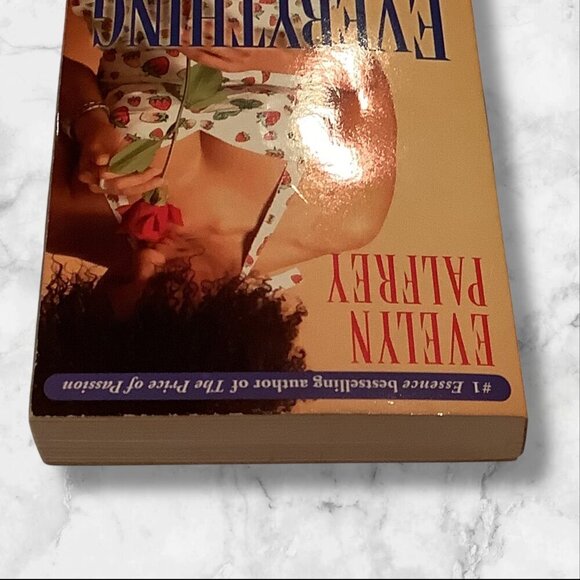 #1 Essence bestselling author of The Price of Passion
EVELYN
PALFREY
EVERYTHING